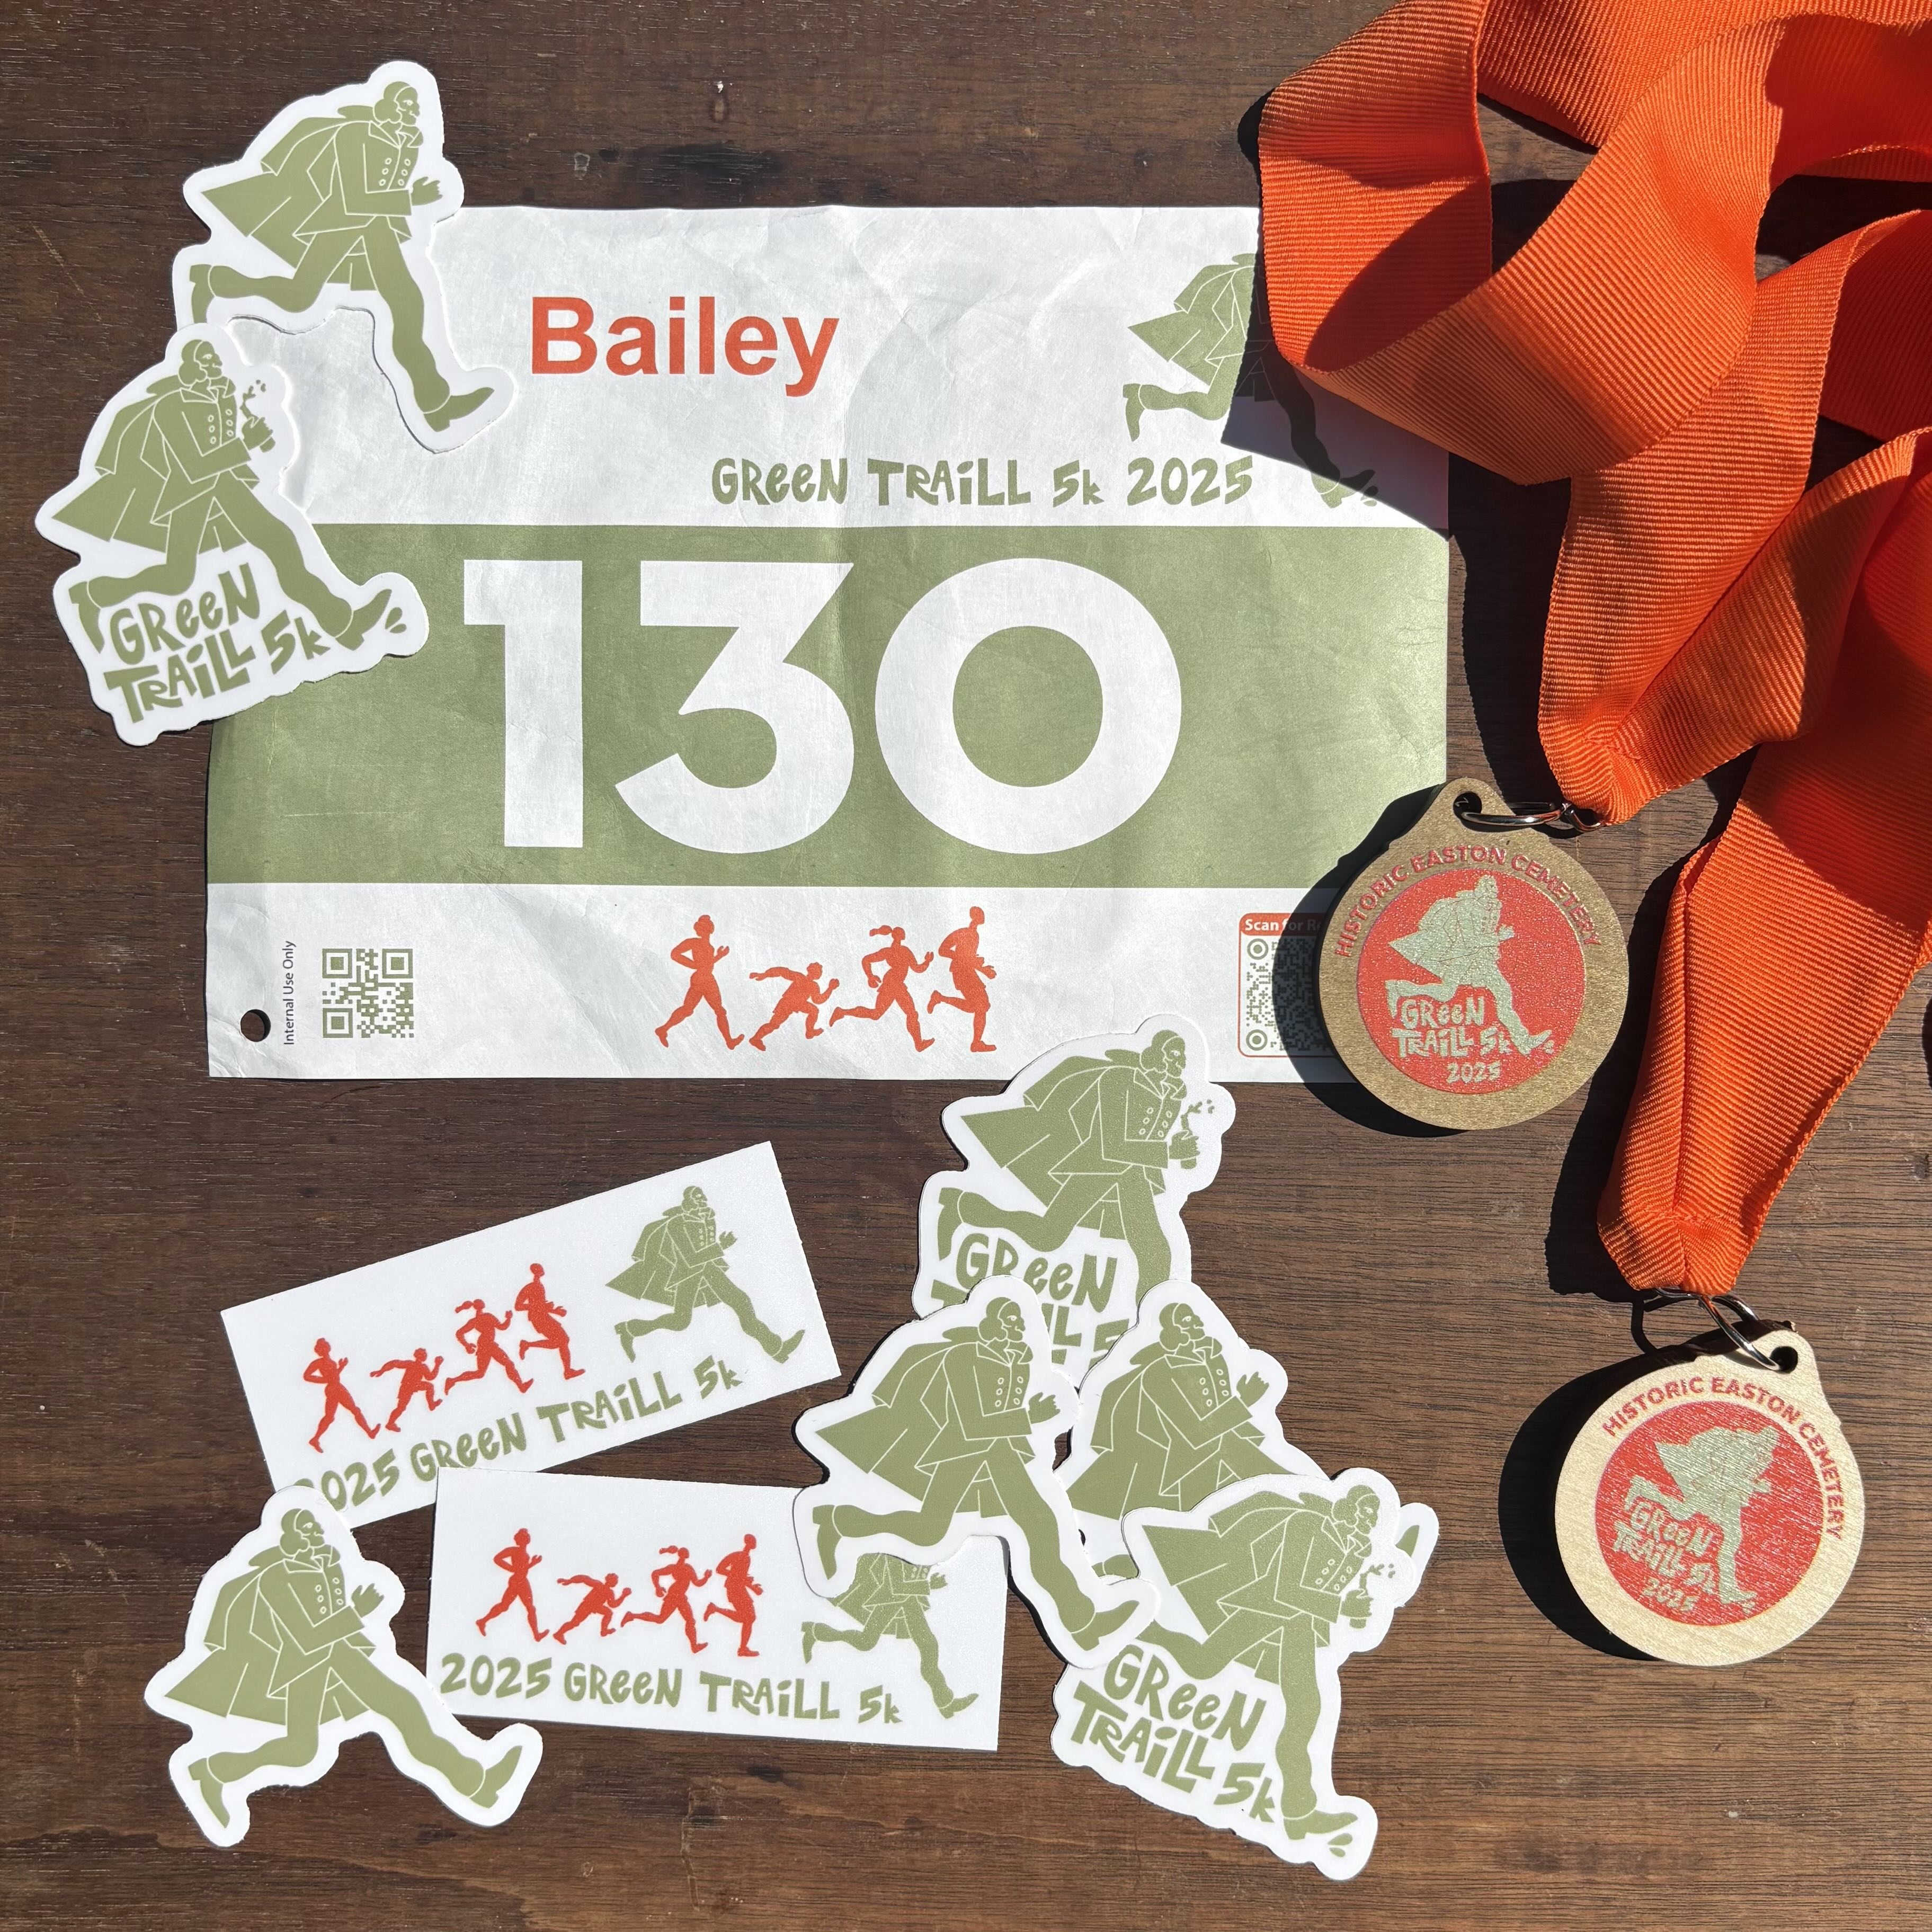 Bailey
GReeN TRAiLL 5k 2025
GReeN
TRAiLL 5k
130
Internal Use Only
Scan for
HISTORIC EASTON CEMETERY
GReeN
TRAiLL 5k
2025
GReeN
2025 GReeN TRAiLL 5k
HISTORIC EASTON CEMETERY
GReeN
TRAiLL 5k
2025
2025 GReeN TRAiLL 5k
GReeN
TRAiLL 5k